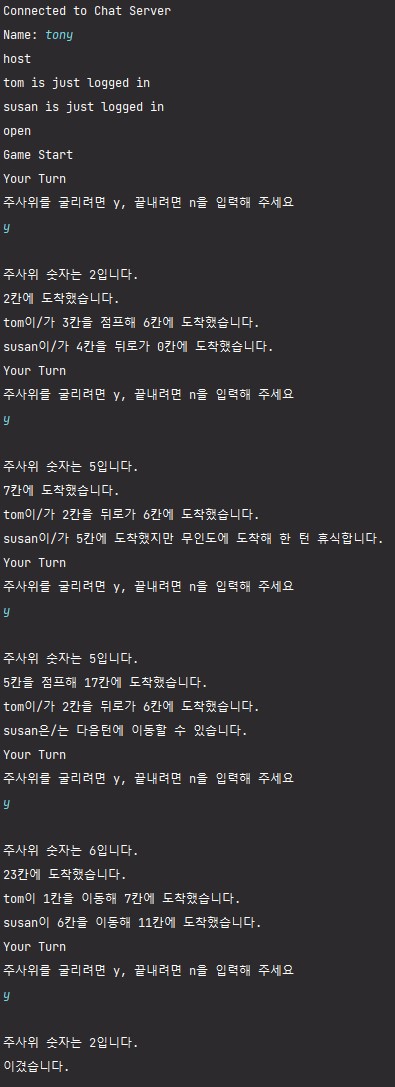 Connected to Chat Server
Name: tony
host
tom is just logged in
susan is just logged in
open
Game Start
Your Turn
주사위를 굴리려면 y, 끝내려면 n을 입력해 주세요
y
주사위 숫자는 2입니다.
2칸에 도착했습니다.
tom이/가 3칸을 점프해 6칸에 도착했습니다.
susan이/가 4칸을 뒤로가 0칸에 도착했습니다.
Your Turn
주사위를 굴리려면 y, 끝내려면 n을 입력해 주세요
y
주사위 숫자는 5입니다.
7칸에 도착했습니다.
tom이/가 2칸을 뒤로가 6칸에 도착했습니다.
susan이/가 5칸에 도착했지만 무인도에 도착해 한 턴 휴식합니다.
Your Turn
주사위를 굴리려면 y, 끝내려면 n을 입력해 주세요
y
주사위 숫자는 5입니다.
5칸을 점프해 17칸에 도착했습니다.
tom이/가 2칸을 뒤로가 6칸에 도착했습니다.
susan은/는 다음턴에 이동할 수 있습니다.
Your Turn
주사위를 굴리려면 y, 끝내려면 n을 입력해 주세요
y
주사위 숫자는 6입니다.
23칸에 도착했습니다.
tom이 1칸을 이동해 7칸에 도착했습니다.
susan이 6칸을 이동해 11칸에 도착했습니다.
Your Turn
주사위를 굴리려면 y, 끝내려면 n을 입력해 주세요
y
주사위 숫자는 2입니다.
이겼습니다.